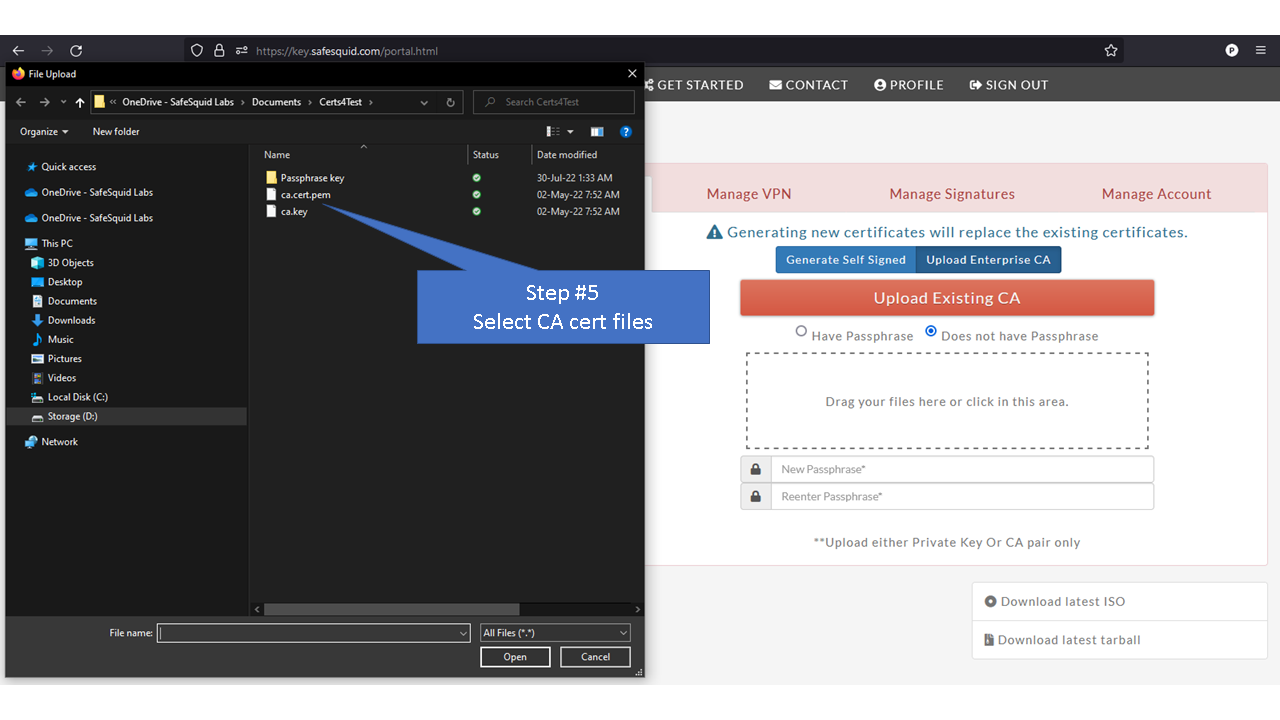 https://key.safesquid.com/portal.html
P
File Upload
GET STARTED
CONTACT
PROFILE
SIGN OUT
« OneDrive - SafeSquid Labs > Documents > Certs4Test >
Search Certs4Test
Organize
New folder
?
Name
Status
Date modified
Quick access
OneDrive - SafeSquid Labs
OneDrive - SafeSquid Labs
This PC
3D Objects
Desktop
Documents
Downloads
Music
Pictures
Videos
Local Disk (C:)
Storage (D:)
Network
Passphrase key
30-Jul-22 1:33 AM
ca.cert.pem
02-May-22 7:52 AM
ca.key
02-May-22 7:52 AM
Step #5
Select CA cert files
File name:
All Files (*.*)
Open
Cancel
Manage VPN
Manage Signatures
Manage Account
Generating new certificates will replace the existing certificates.
Generate Self Signed
Upload Enterprise CA
Upload Existing CA
Have Passphrase
Does not have Passphrase
Drag your files here or click in this area.
New Passphrase*
Reenter Passphrase*
**Upload either Private Key Or CA pair only
Download latest ISO
Download latest tarball